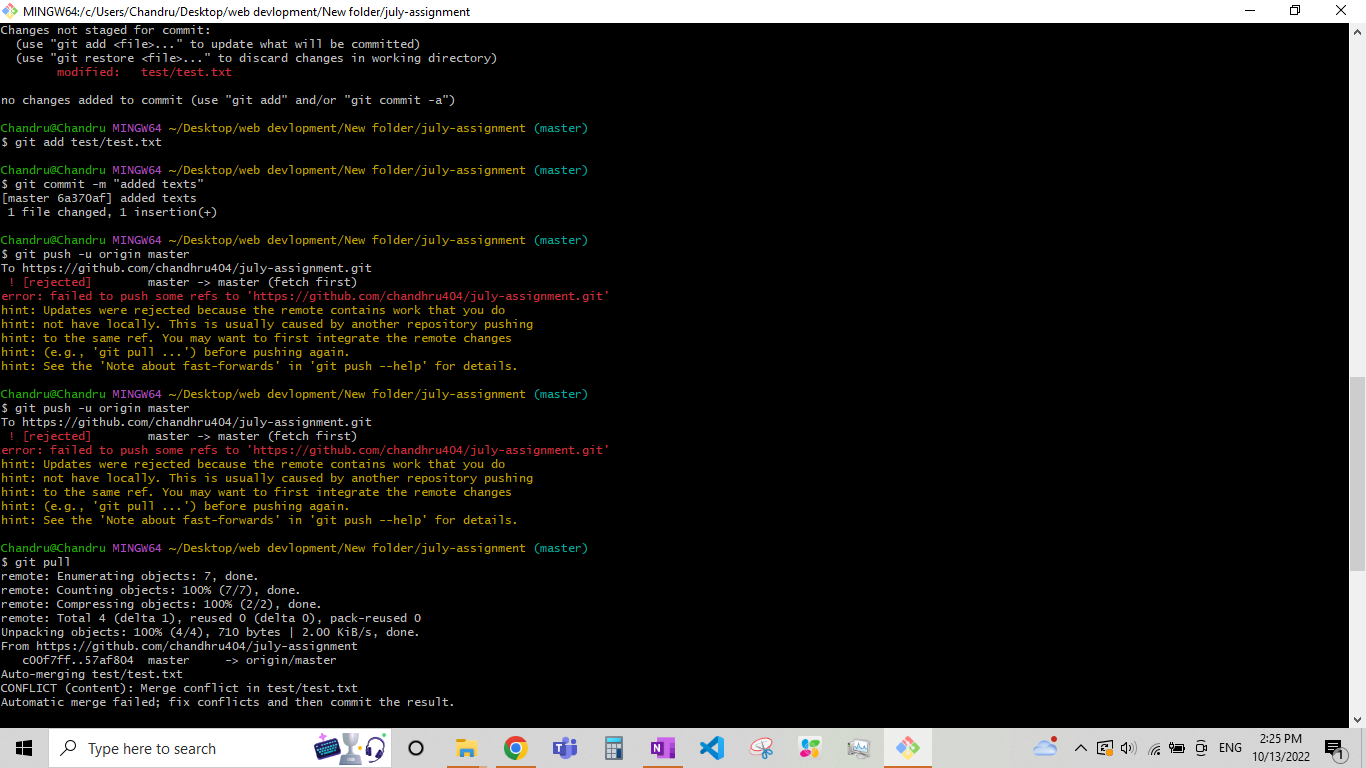 MINGW64:/c/Users/Chandru/Desktop/web devlopment/New folder/july-assignment
Changes not staged for commit:
  (use "git add <file>..." to update what will be committed)
  (use "git restore <file>..." to discard changes in working directory)
        modified:   test/test.txt

no changes added to commit (use "git add" and/or "git commit -a")

Chandru@Chandru MINGW64 ~/Desktop/web devlopment/New folder/july-assignment (master)
$ git add test/test.txt

Chandru@Chandru MINGW64 ~/Desktop/web devlopment/New folder/july-assignment (master)
$ git commit -m "added texts"
[master 6a370af] added texts
 1 file changed, 1 insertion(+)

Chandru@Chandru MINGW64 ~/Desktop/web devlopment/New folder/july-assignment (master)
$ git push -u origin master
To https://github.com/chandhru404/july-assignment.git
 ! [rejected]        master -> master (fetch first)
error: failed to push some refs to 'https://github.com/chandhru404/july-assignment.git'
hint: Updates were rejected because the remote contains work that you do
hint: not have locally. This is usually caused by another repository pushing
hint: to the same ref. You may want to first integrate the remote changes
hint: (e.g., 'git pull ...') before pushing again.
hint: See the 'Note about fast-forwards' in 'git push --help' for details.

Chandru@Chandru MINGW64 ~/Desktop/web devlopment/New folder/july-assignment (master)
$ git push -u origin master
To https://github.com/chandhru404/july-assignment.git
 ! [rejected]        master -> master (fetch first)
error: failed to push some refs to 'https://github.com/chandhru404/july-assignment.git'
hint: Updates were rejected because the remote contains work that you do
hint: not have locally. This is usually caused by another repository pushing
hint: to the same ref. You may want to first integrate the remote changes
hint: (e.g., 'git pull ...') before pushing again.
hint: See the 'Note about fast-forwards' in 'git push --help' for details.

Chandru@Chandru MINGW64 ~/Desktop/web devlopment/New folder/july-assignment (master)
$ git pull
remote: Enumerating objects: 7, done.
remote: Counting objects: 100% (7/7), done.
remote: Compressing objects: 100% (2/2), done.
remote: Total 4 (delta 1), reused 0 (delta 0), pack-reused 0
Unpacking objects: 100% (4/4), 710 bytes | 2.00 KiB/s, done.
From https://github.com/chandhru404/july-assignment
   c00f7ff..57af804  master     -> origin/master
Auto-merging test/test.txt
CONFLICT (content): Merge conflict in test/test.txt
Automatic merge failed; fix conflicts and then commit the result.
Type here to search
ENG
2:25 PM
10/13/2022
1